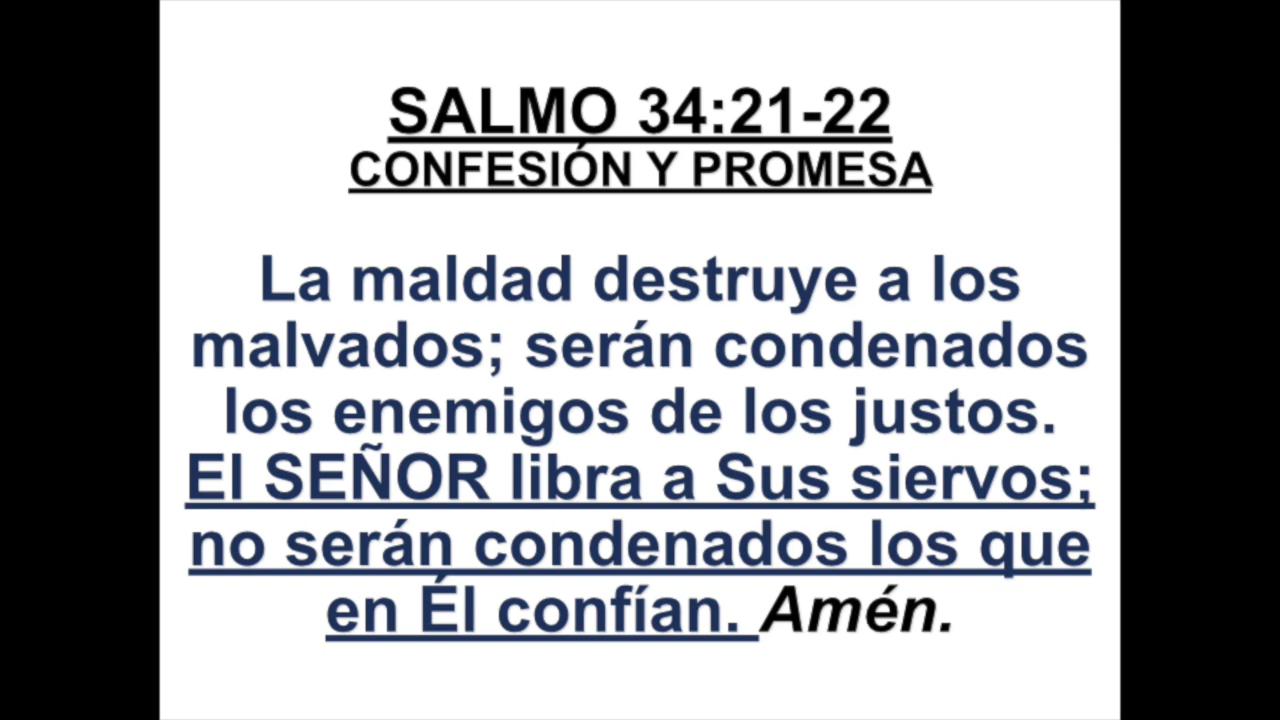 SALMO 34:21-22
CONFESIÓN Y PROMESA
La maldad destruye a los
malvados; serán condenados
los enemigos de los justos.
El SEÑOR libra a Sus siervos;
no serán condenados los que
en Él confían. Amén.